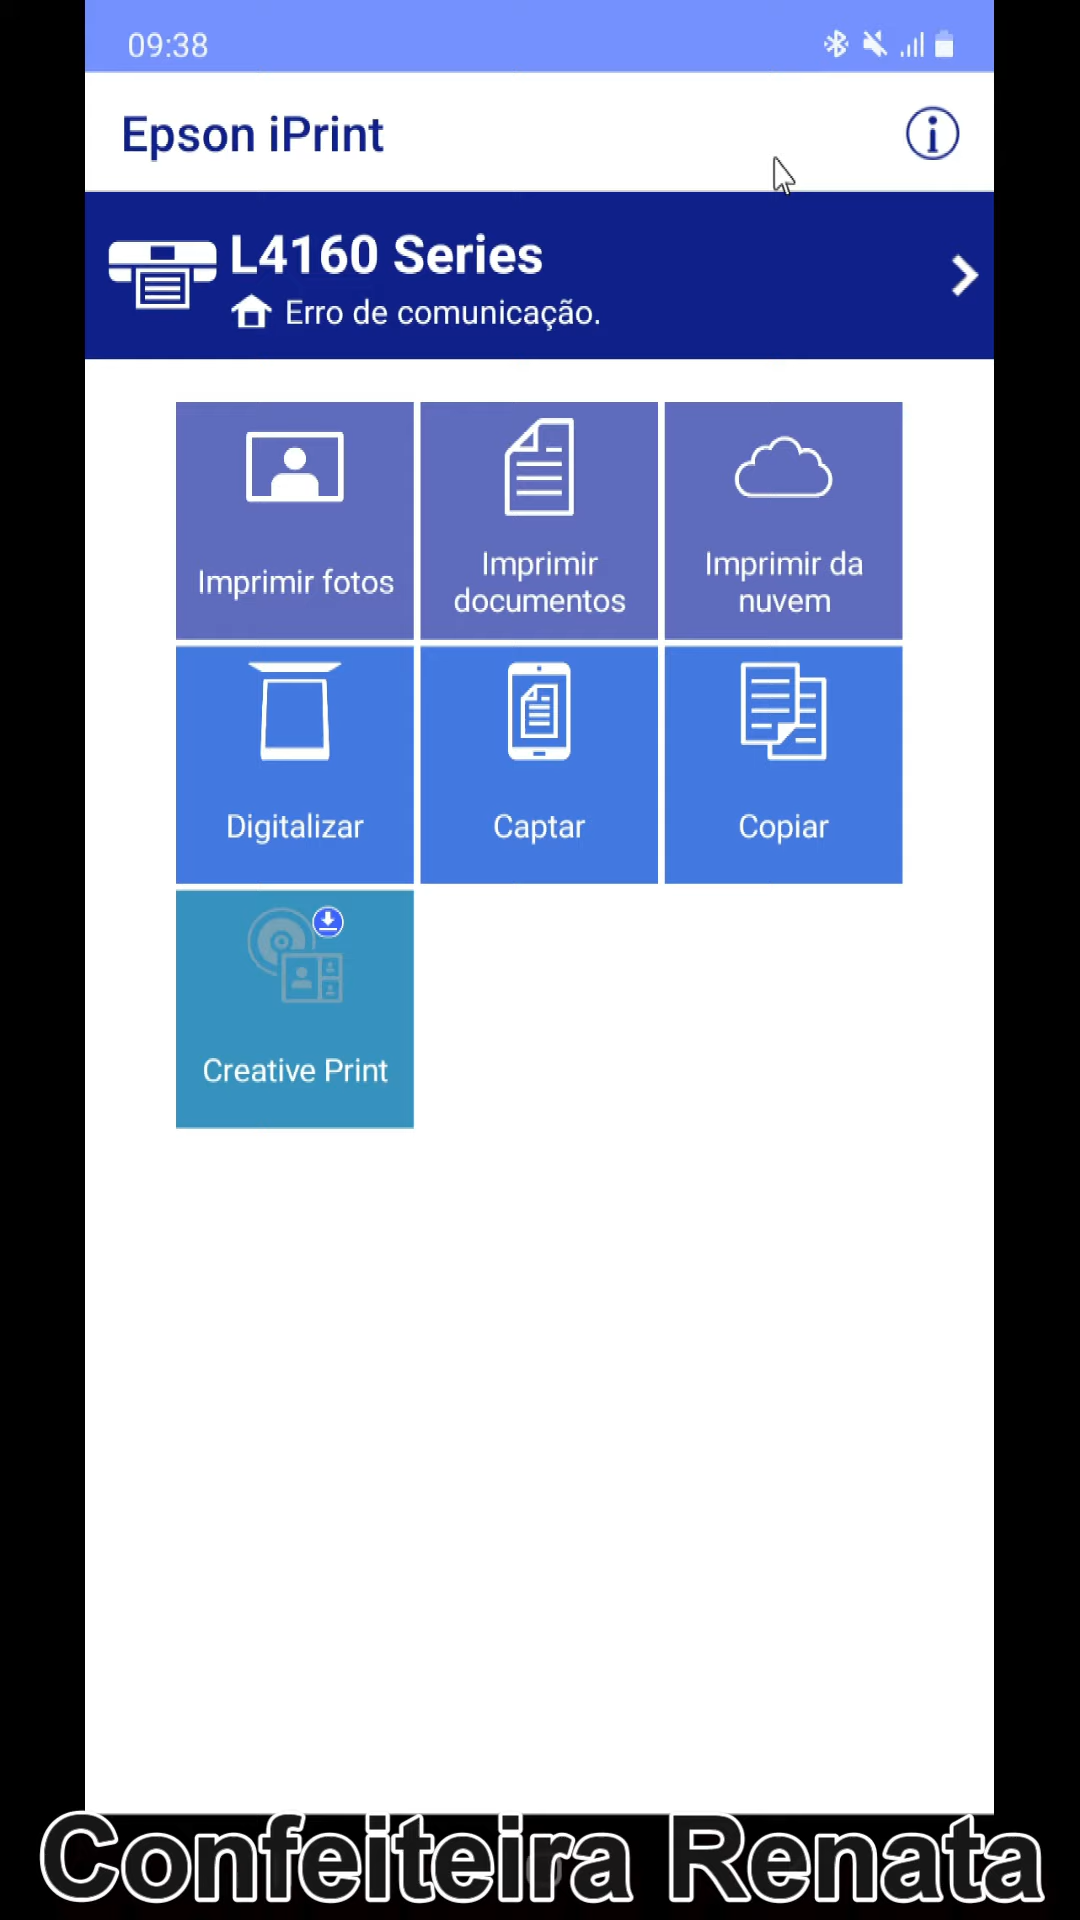 09:38
Epson iPrint
L4160 Series
Erro de comunicação.
Imprimir fotos
Imprimir documentos
Imprimir da nuvem
Digitalizar
Captar
Copiar
Creative Print
Confeiteira Renata